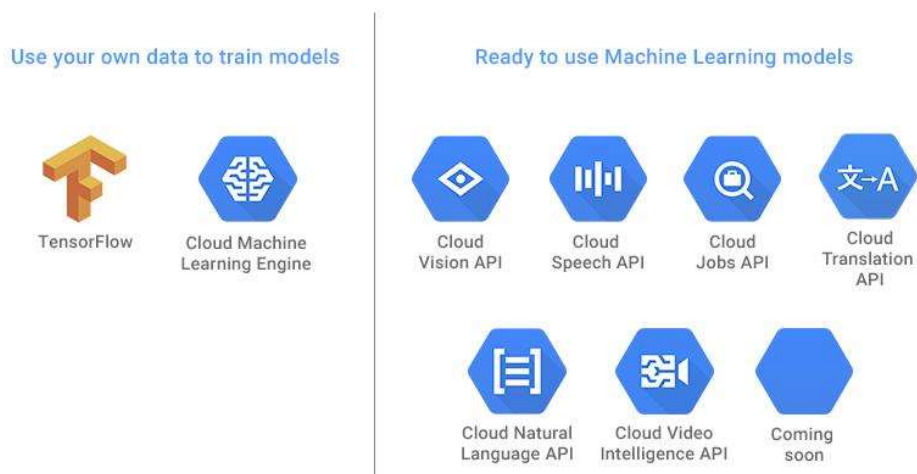 Use your own data to train models
Ready to use Machine Learning models
TensorFlow
Cloud Machine
Learning Engine
Cloud
Vision API
Cloud
Speech API
Cloud
Jobs API
文→A
Cloud
Translation
API
Cloud Natural
Language API
Cloud Video
Intelligence API
Coming
soon